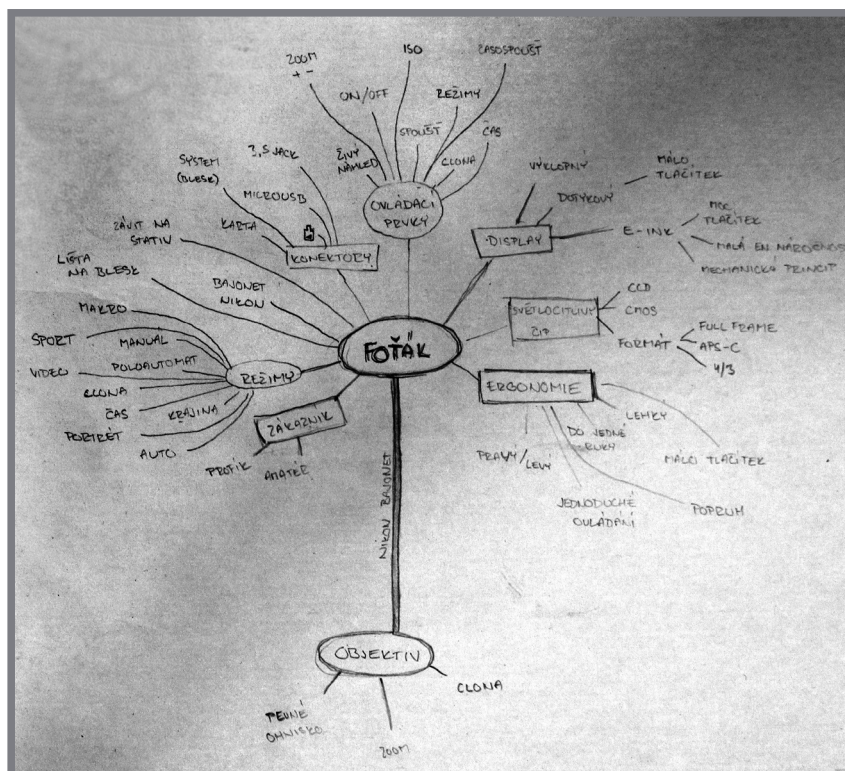 ISO
ČASOSPOUŠŤ
ZOOM
+ -
ON/OFF
REŽIMY
SPOUŠŤ
ČAS
3,5 JACK
ŽIVÝ
NÁHLED
CLONA
SYSTEM
(BLESK)
MICROUSB
OVLÁDACÍ
PRVKY
VÝKLOPNÝ
MÁLO
TLAČÍTEK
DOTYKOVÝ
KARTA
KONEKTORY
DISPLAY
E-INK
MOC
TLAČÍTEK
MALÁ EN. NÁROČNOS
MECHANICKÝ PRINCIP
ZÁVIT NA
STATIV
LIŠTA
NA BLESK
BAJONET
NIKON
SVĚTLOCITLIVÝ
ČIP
CCD
CMOS
FORMÁT
FULL FRAME
APS-C
4/3
FOŤÁK
MAKRO
SPORT
MANUÁL
VIDEO
POLOAUTOMAT
REŽIMY
CLONA
ČAS
KRAJINA
PORTRÉT
AUTO
ZÁKAZNÍK
PROFÍK
AMATÉR
ERGONOMIE
LEHKÝ
DO JEDNÉ
RUKY
PRAVÝ/LEVÝ
MÁLO TLAČÍTEK
JEDNODUCHÉ
OVLÁDÁNÍ
POPRUH
NIKON BAJONET
OBJEKTIV
CLONA
PEVNÉ
OHNISKO
ZOOM